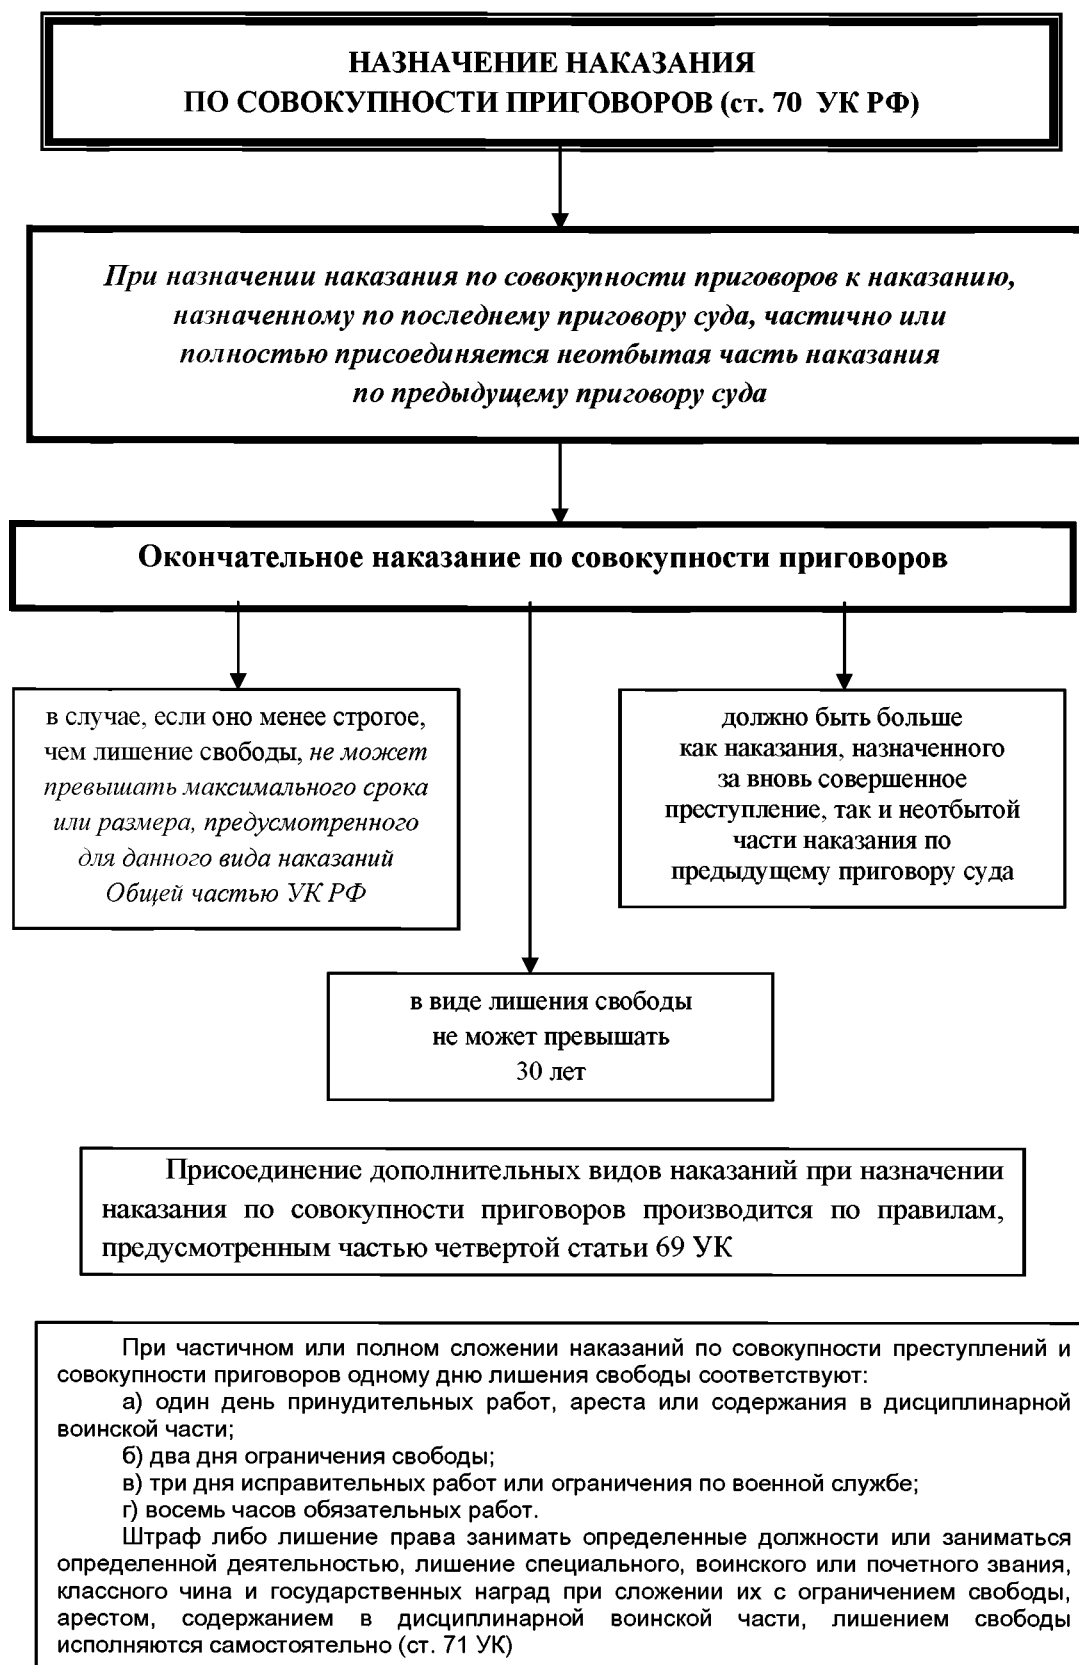 НАЗНАЧЕНИЕ НАКАЗАНИЯ
ПО СОВОКУПНОСТИ ПРИГОВОРОВ (ст. 70 УК РФ)
При назначении наказания по совокупности приговоров к наказанию,
назначенному по последнему приговору суда, частично или
полностью присоединяется неотбытая часть наказания
по предыдущему приговору суда
Окончательное наказание по совокупности приговоров
в случае, если оно менее строгое,
чем лишение свободы, не может
превышать максимального срока
или размера, предусмотренного
для данного вида наказаний
Общей частью УК РФ
должно быть больше
как наказания, назначенного
за вновь совершенное
преступление, так и неотбытой
части наказания по
предыдущему приговору суда
в виде лишения свободы
не может превышать
30 лет
Присоединение дополнительных видов наказаний при назначении
наказания по совокупности приговоров производится по правилам,
предусмотренным частью четвертой статьи 69 УК
При частичном или полном сложении наказаний по совокупности преступлений и
совокупности приговоров одному дню лишения свободы соответствуют:
а) один день принудительных работ, ареста или содержания в дисциплинарной
воинской части;
б) два дня ограничения свободы;
в) три дня исправительных работ или ограничения по военной службе;
г) восемь часов обязательных работ.
Штраф либо лишение права занимать определенные должности или заниматься
определенной деятельностью, лишение специального, воинского или почетного звания,
классного чина и государственных наград при сложении их с ограничением свободы,
арестом, содержанием в дисциплинарной воинской части, лишением свободы
исполняются самостоятельно (ст. 71 УК)